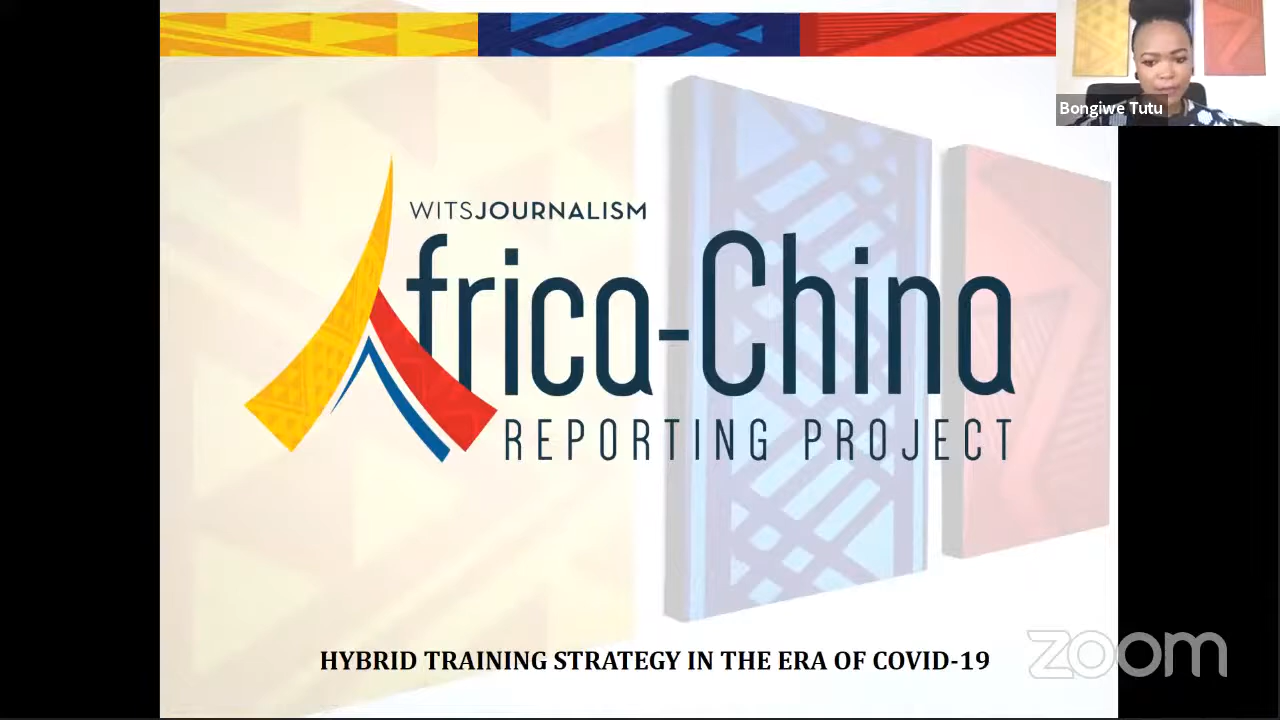 Bongiwe Tutu
WITSJOURNALISM
Africa-China
REPORTING PROJECT
HYBRID TRAINING STRATEGY IN THE ERA OF COVID-19
zoom